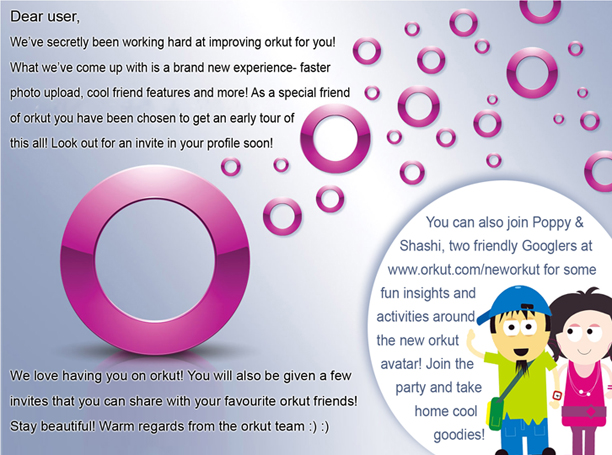 Dear user,
We've secretly been working hard at improving orkut for you!
What we've come up with is a brand new experience- faster
photo upload, cool friend features and more! As a special friend
of orkut you have been chosen to get an early tour of
this all! Look out for an invite in your profile soon!
You can also join Poppy &
Shashi, two friendly Googlers at
www.orkut.com/neworkut for some
fun insights and
activities around
the new orkut
avatar! Join the
party and take
home cool
goodies!
We love having you on orkut! You will also be given a few
invites that you can share with your favourite orkut friends!
Stay beautiful! Warm regards from the orkut team :) :)